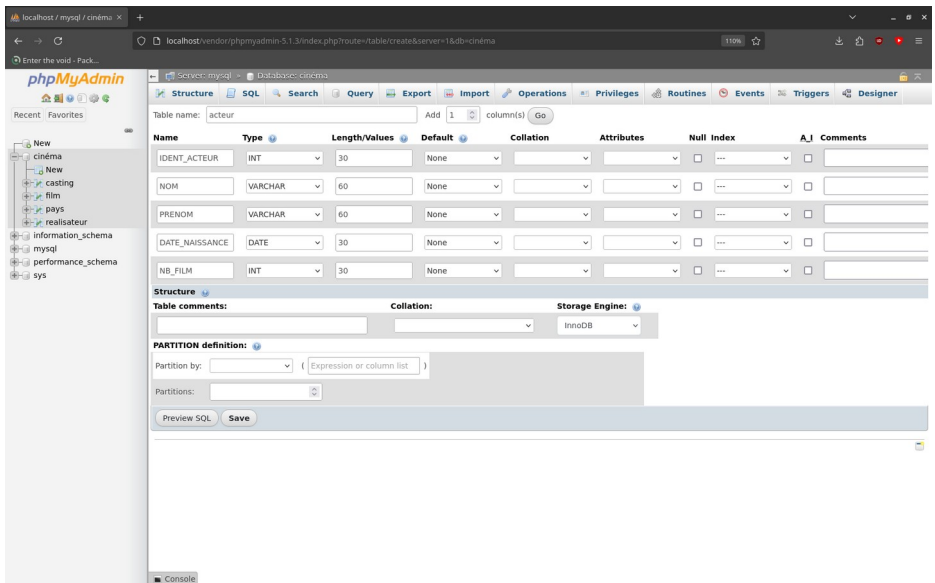 localhost / mysql / cinéma
localhost/vendor/phpmyadmin-5.1.3/index.php?route=/table/create&server=1&db=cinéma
110%
Enter the void - Pack...
phpMyAdmin
Recent Favorites
New
cinéma
New
casting
film
pays
realisateur
information_schema
mysql
performance_schema
sys
Server: mysql » Database: cinéma
Structure SQL Search Query Export Import Operations Privileges Routines Events Triggers Designer
Table name: acteur Add 1 column(s) Go
Name Type Length/Values Default Collation Attributes Null Index A_I Comments
IDENT_ACTEUR INT 30 None ---
NOM VARCHAR 60 None ---
PRENOM VARCHAR 60 None ---
DATE_NAISSANCE DATE 30 None ---
NB_FILM INT 30 None ---
Structure
Table comments: Collation: Storage Engine:
InnoDB
PARTITION definition:
Partition by: ( Expression or column list )
Partitions:
Preview SQL Save
Console